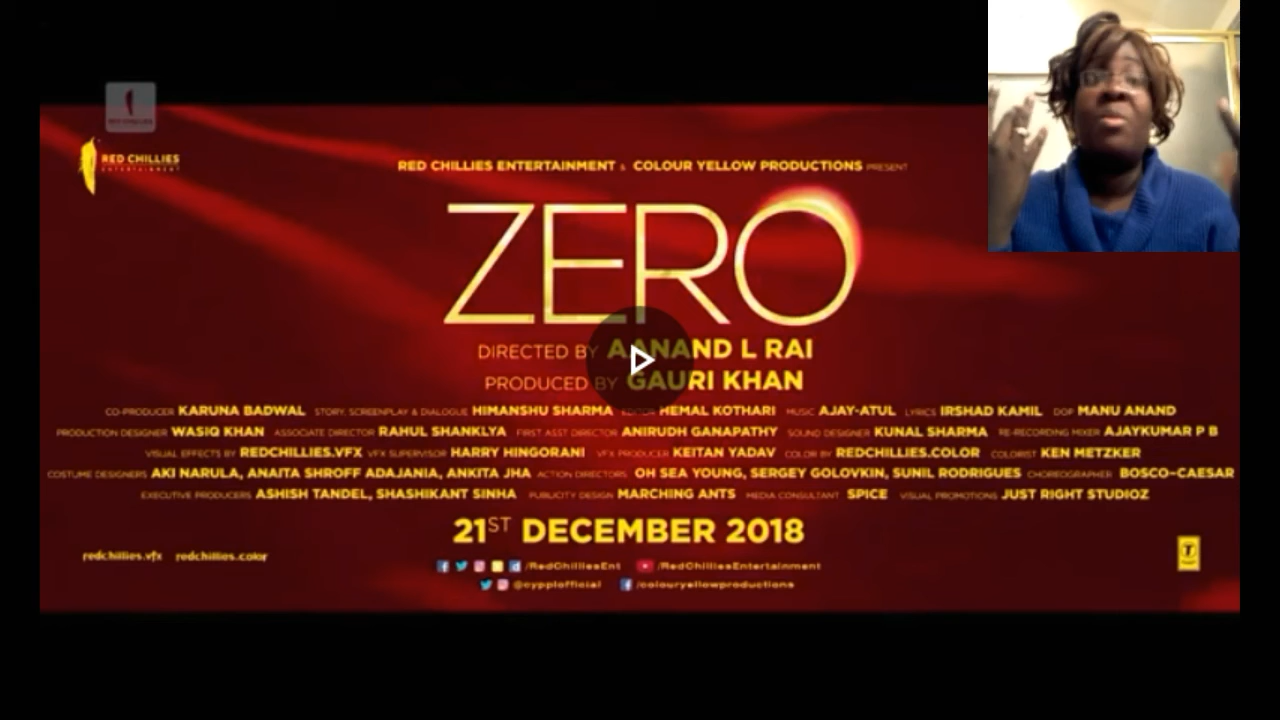 RED CHILLIES
ENTERTAINMENT
RED CHILLIES ENTERTAINMENT & COLOUR YELLOW PRODUCTIONS PRESENT
ZERO
DIRECTED BY AANAND L RAI
PRODUCED BY GAURI KHAN
CO-PRODUCER KARUNA BADWAL STORY, SCREENPLAY & DIALOGUE HIMANSHU SHARMA EDITOR HEMAL KOTHARI MUSIC AJAY-ATUL LYRICS IRSHAD KAMIL DOP MANU ANAND
PRODUCTION DESIGNER WASIQ KHAN ASSOCIATE DIRECTOR RAHUL SHANKLYA FIRST ASST DIRECTOR ANIRUDH GANAPATHY SOUND DESIGNER KUNAL SHARMA RE-RECORDING MIXER AJAYKUMAR P B
VISUAL EFFECTS BY REDCHILLIES.VFX VFX SUPERVISOR HARRY HINGORANI VFX PRODUCER KEITAN YADAV COLOR BY REDCHILLIES.COLOR COLORIST KEN METZKER
COSTUME DESIGNERS AKI NARULA, ANAITA SHROFF ADAJANIA, ANKITA JHA ACTION DIRECTORS OH SEA YOUNG, SERGEY GOLOVKIN, SUNIL RODRIGUES CHOREOGRAPHER BOSCO-CAESAR
EXECUTIVE PRODUCERS ASHISH TANDEL, SHASHIKANT SINHA PUBLICITY DESIGN MARCHING ANTS MEDIA CONSULTANT SPICE VISUAL PROMOTIONS JUST RIGHT STUDIOZ
21ST DECEMBER 2018
redchillies.vfx redchillies.color
/RedChilliesEnt /RedChilliesEntertainment
@cypplofficial /colouryellowproductions
T